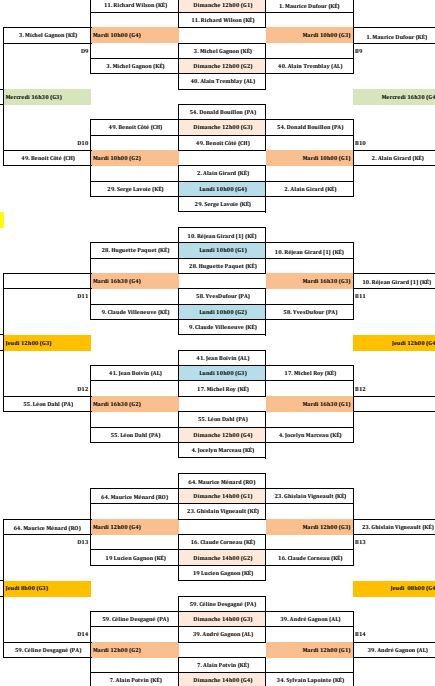 11. Richard Wilson (KÉ) Dimanche 12h00 (G1) 1. Maurice Dufour (KÉ)
11. Richard Wilson (KÉ)
3. Michel Gagnon (KÉ) Mardi 10h00 (G4) Mardi 10h00 (G3) 1. Maurice Dufour (KÉ)
D9 3. Michel Gagnon (KÉ) B9
3. Michel Gagnon (KÉ) Dimanche 12h00 (G2) 40. Alain Tremblay (AL)
40. Alain Tremblay (AL)
Mercredi 16h30 (G3) Mercredi 16h30 (G4
54. Donald Bouillon (PA)
49. Benoit Côté (CH) Dimanche 12h00 (G3) 54. Donald Bouillon (PA)
D10 49. Benoit Côté (CH) B10
49. Benoit Côté (CH) Mardi 10h00 (G2) Mardi 10h00 (G1) 2. Alain Girard (KÉ)
2. Alain Girard (KÉ)
29. Serge Lavoie (KÉ) Lundi 10h00 (G4) 2. Alain Girard (KÉ)
29. Serge Lavoie (KÉ)
10. Réjean Girard [1] (KÉ)
28. Huguette Paquet (KÉ) Lundi 10h00 (G1) 10. Réjean Girard [1] (KÉ)
28. Huguette Paquet (KÉ)
Mardi 16h30 (G4) Mardi 16h30 (G3) 10. Réjean Girard [1] (KÉ)
D11 58. YvesDufour (PA) B11
9. Claude Villeneuve (KÉ) Lundi 10h00 (G2) 58. YvesDufour (PA)
9. Claude Villeneuve (KÉ)
Jeudi 12h00 (G3) Jeudi 12h00 (G4
41. Jean Boivin (AL)
41. Jean Boivin (AL) Lundi 10h00 (G3) 17. Michel Roy (KÉ)
D12 17. Michel Roy (KÉ) B12
55. Léon Dahl (PA) Mardi 16h30 (G2) Mardi 16h30 (G1)
55. Léon Dahl (PA)
55. Léon Dahl (PA) Dimanche 12h00 (G4) 4. Jocelyn Marceau (KÉ)
4. Jocelyn Marceau (KÉ)
64. Maurice Ménard (RO)
64. Maurice Ménard (RO) Dimanche 14h00 (G1) 23. Ghislain Vigneault (KÉ)
23. Ghislain Vigneault (KÉ)
64. Maurice Ménard (RO) Mardi 12h00 (G4) Mardi 12h00 (G3) 23. Ghislain Vigneault (KÉ)
D13 16. Claude Corneau (KÉ) B13
19 Lucien Gagnon (KÉ) Dimanche 14h00 (G2) 16. Claude Corneau (KÉ)
19 Lucien Gagnon (KÉ)
Jeudi 8h00 (G3) Jeudi 08h00 (G4
59. Céline Desgagné (PA)
59. Céline Desgagné (PA) Dimanche 14h00 (G3) 39. André Gagnon (AL)
D14 39. André Gagnon (AL) B14
59. Céline Desgagné (PA) Mardi 12h00 (G2) Mardi 12h00 (G1) 39. André Gagnon (AL)
7. Alain Potvin (KÉ)
7. Alain Potvin (KÉ) Dimanche 14h00 (G4) 34. Sylvain Lapointe (KÉ)